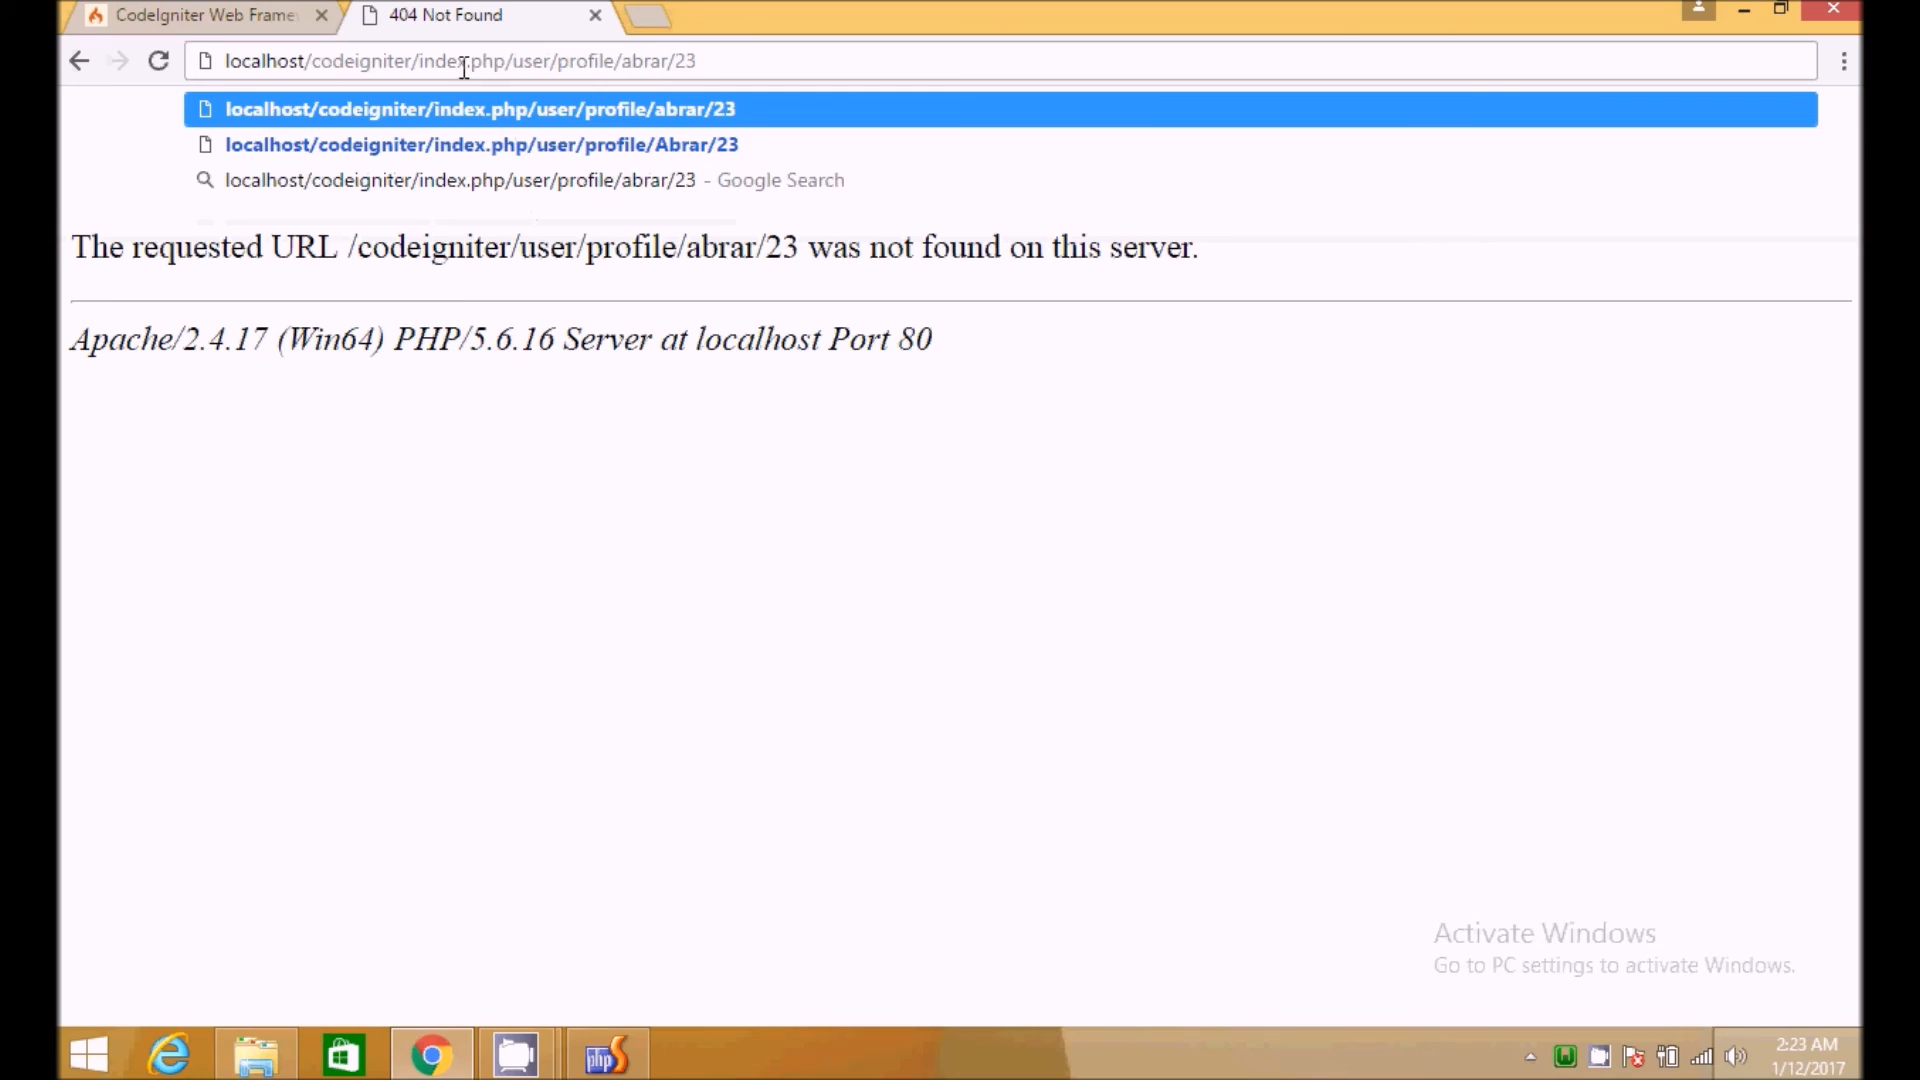 CodeIgniter Web Frame
404 Not Found
localhost/codeigniter/index.php/user/profile/abrar/23
localhost/codeigniter/index.php/user/profile/abrar/23
localhost/codeigniter/index.php/user/profile/Abrar/23
localhost/codeigniter/index.php/user/profile/abrar/23 - Google Search
The requested URL /codeigniter/user/profile/abrar/23 was not found on this server.
Apache/2.4.17 (Win64) PHP/5.6.16 Server at localhost Port 80
Activate Windows
Go to PC settings to activate Windows.
php
2:23 AM
1/12/2017